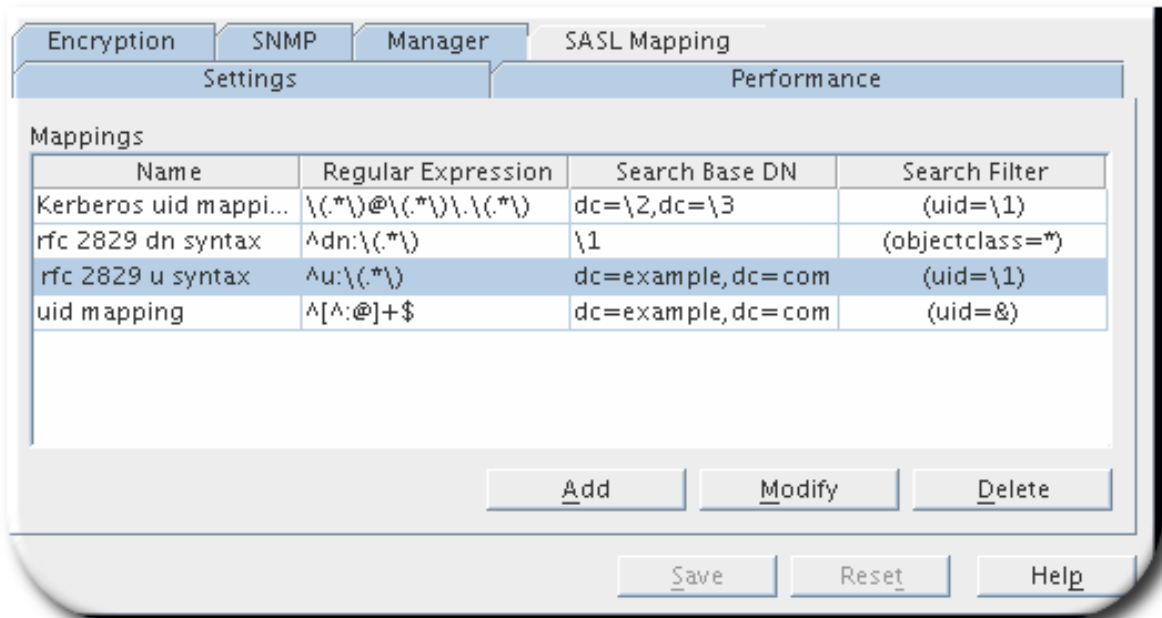 Encryption SNMP Manager SASL Mapping
Settings Performance
Mappings
Name Regular Expression Search Base DN Search Filter
Kerberos uid mappi... \(.*\)@\(.*\)\.\(.*\) dc=\2,dc=\3 (uid=\1)
rfc 2829 dn syntax ^dn:\(.*\) \1 (objectclass=*)
rfc 2829 u syntax ^u:\(.*\) dc=example,dc=com (uid=\1)
uid mapping ^[^:@]+$ dc=example,dc=com (uid=&)
Add Modify Delete
Save Reset Help